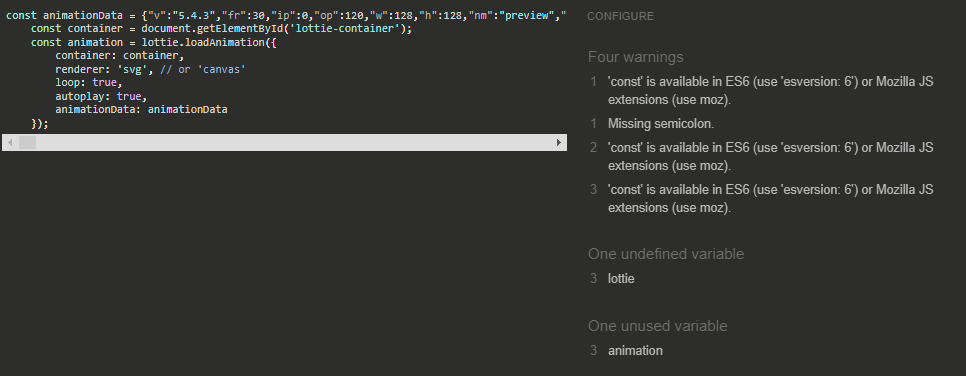 const animationData = {"v":"5.4.3","fr":30,"ip":0,"op":120,"w":128,"h":128,"nm":"preview","
const container = document.getElementById('lottie-container');
const animation = lottie.loadAnimation({
container: container,
renderer: 'svg', // or 'canvas'
loop: true,
autoplay: true,
animationData: animationData
});
CONFIGURE
Four warnings
1 'const' is available in ES6 (use 'esversion: 6') or Mozilla JS
extensions (use moz).
1 Missing semicolon.
2 'const' is available in ES6 (use 'esversion: 6') or Mozilla JS
extensions (use moz).
3 'const' is available in ES6 (use 'esversion: 6') or Mozilla JS
extensions (use moz).
One undefined variable
3 lottie
One unused variable
3 animation